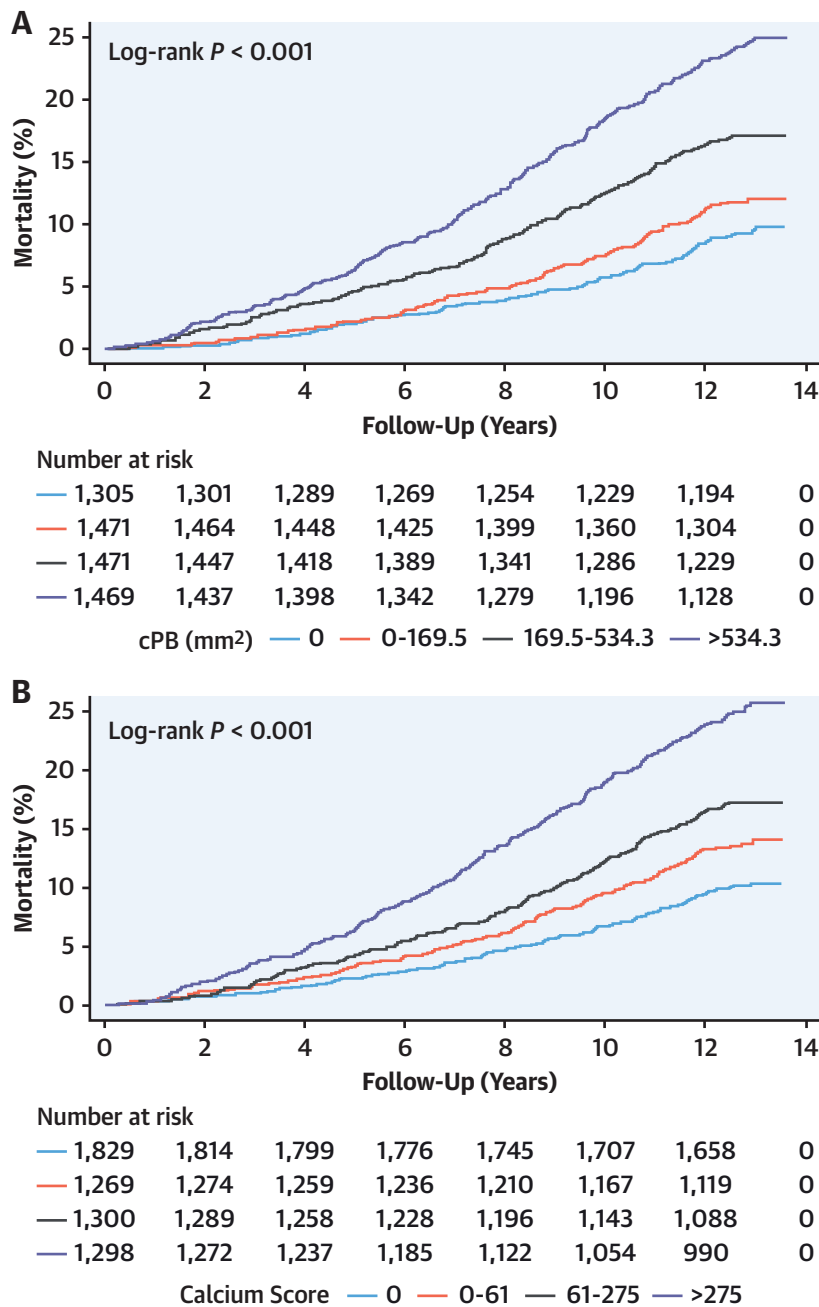 A
Log-rank P < 0.001
25
20
15
10
5
0
Mortality (%)
0 2 4 6 8 10 12 14
Follow-Up (Years)
Number at risk
1,305 1,301 1,289 1,269 1,254 1,229 1,194 0
1,471 1,464 1,448 1,425 1,399 1,360 1,304 0
1,471 1,447 1,418 1,389 1,341 1,286 1,229 0
1,469 1,437 1,398 1,342 1,279 1,196 1,128 0
cPB (mm²) 0 0-169.5 169.5-534.3 >534.3
B
Log-rank P < 0.001
25
20
15
10
5
0
Mortality (%)
0 2 4 6 8 10 12 14
Follow-Up (Years)
Number at risk
1,829 1,814 1,799 1,776 1,745 1,707 1,658 0
1,269 1,274 1,259 1,236 1,210 1,167 1,119 0
1,300 1,289 1,258 1,228 1,196 1,143 1,088 0
1,298 1,272 1,237 1,185 1,122 1,054 990 0
Calcium Score 0 0-61 61-275 >275